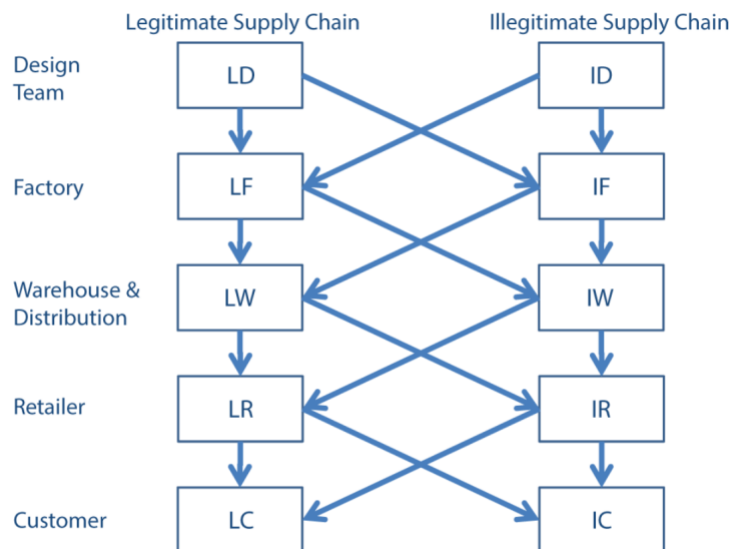 Legitimate Supply Chain
Illegitimate Supply Chain
Design
Team
LD
ID
Factory
LF
IF
Warehouse &
Distribution
LW
IW
Retailer
LR
IR
Customer
LC
IC